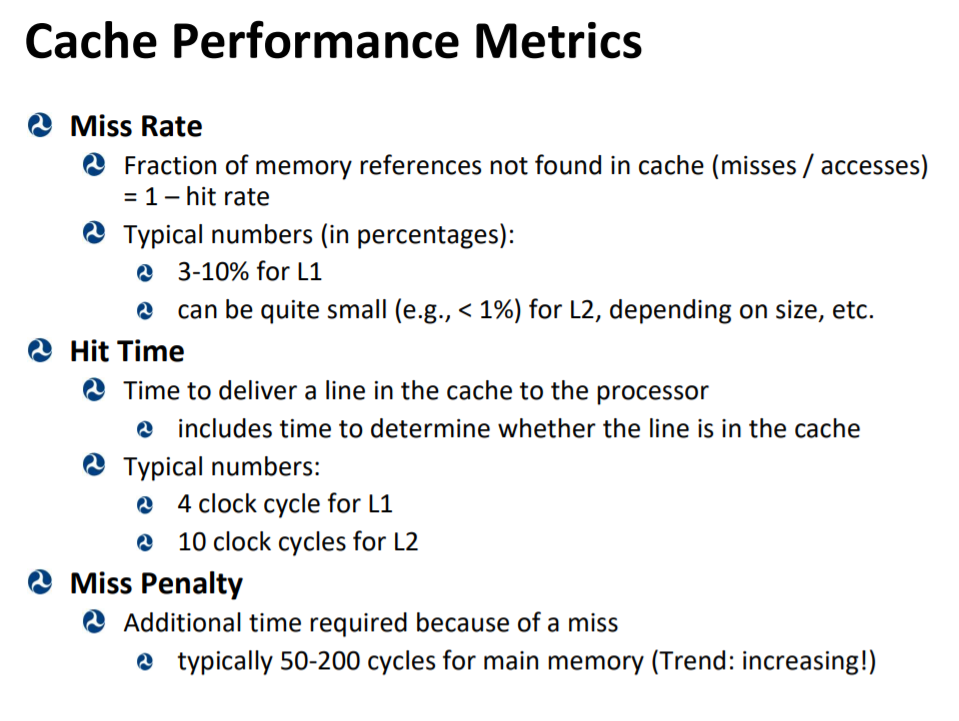 Cache Performance Metrics
Miss Rate
Fraction of memory references not found in cache (misses / accesses)
= 1 – hit rate
Typical numbers (in percentages):
3-10% for L1
can be quite small (e.g., < 1%) for L2, depending on size, etc.
Hit Time
Time to deliver a line in the cache to the processor
includes time to determine whether the line is in the cache
Typical numbers:
4 clock cycle for L1
10 clock cycles for L2
Miss Penalty
Additional time required because of a miss
typically 50-200 cycles for main memory (Trend: increasing!)